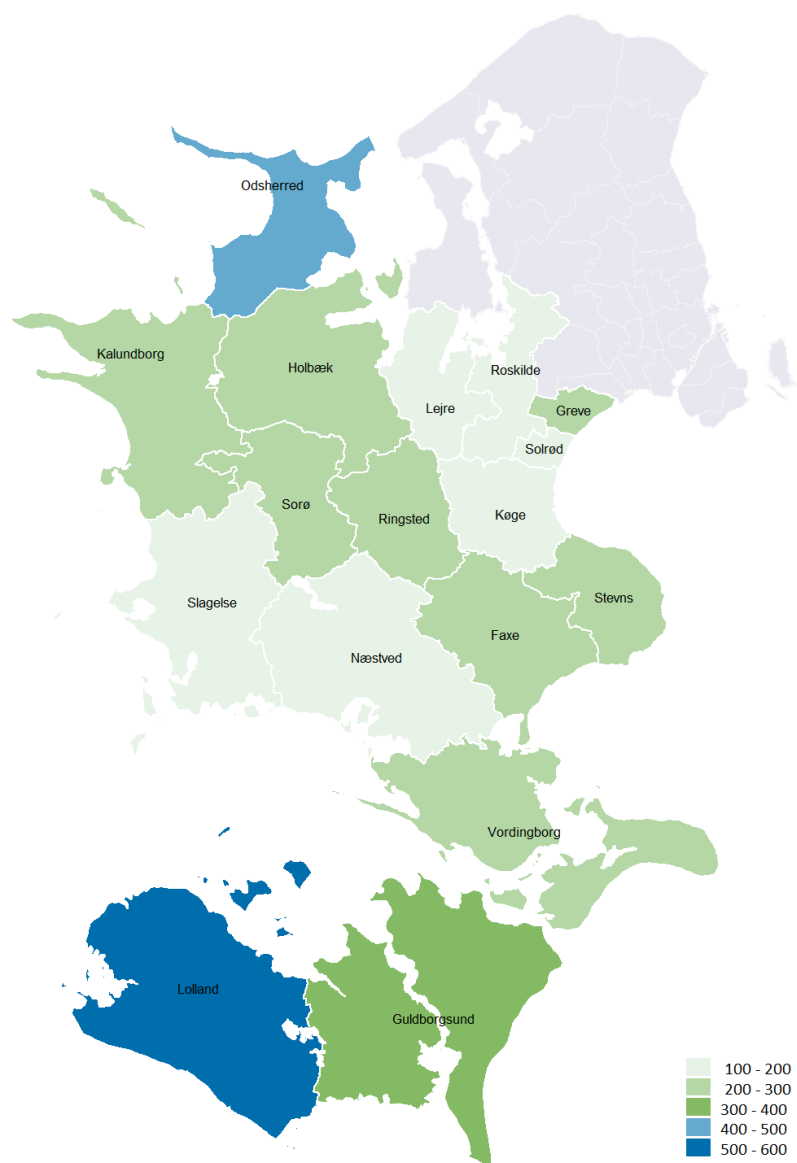 Odsherred
Kalundborg
Holbæk
Roskilde
Lejre
Greve
Solrød
Sorø
Ringsted
Køge
Slagelse
Stevns
Faxe
Næstved
Vordingborg
Lolland
Guldborgsund
100 - 200
200 - 300
300 - 400
400 - 500
500 - 600